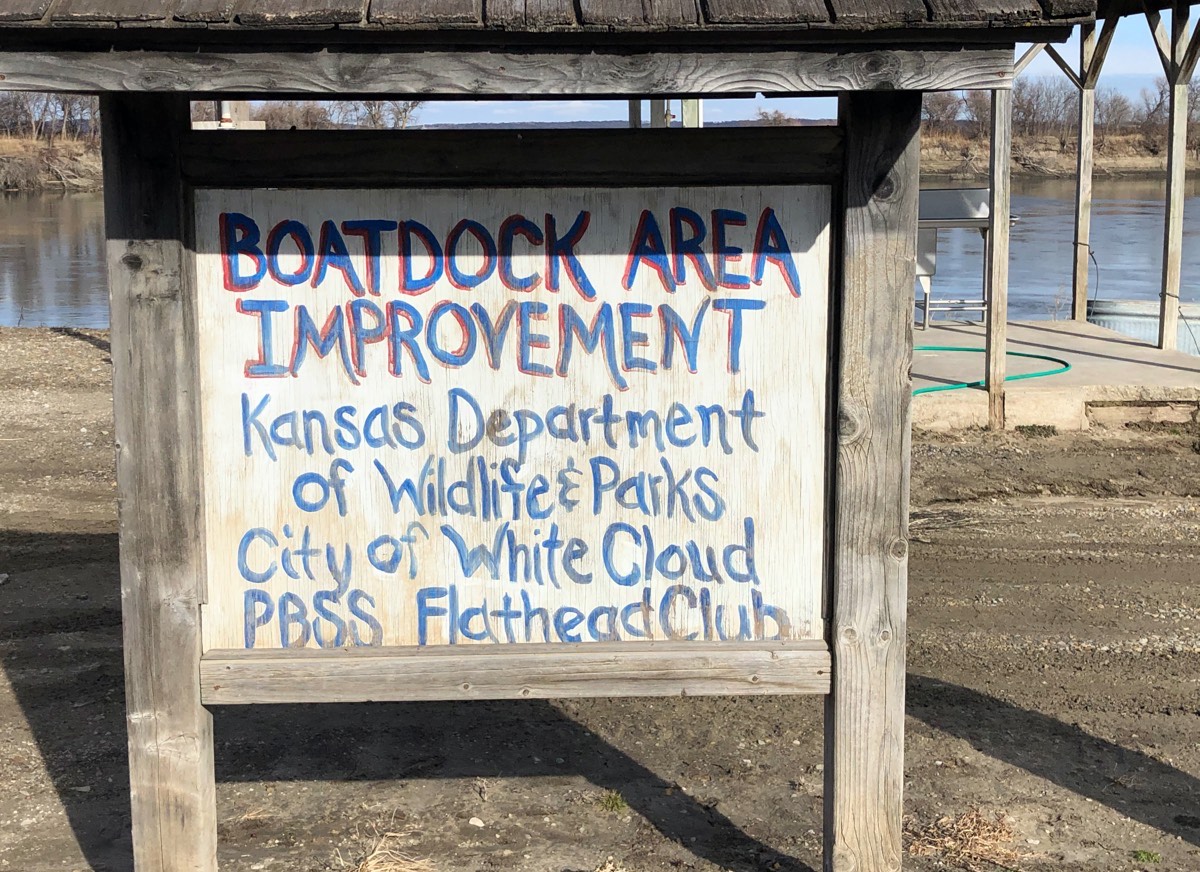 BOATDOCK AREA
IMPROVEMENT
Kansas Department
of Wildlife & Parks
City of White Cloud
PBSS Flathead Club